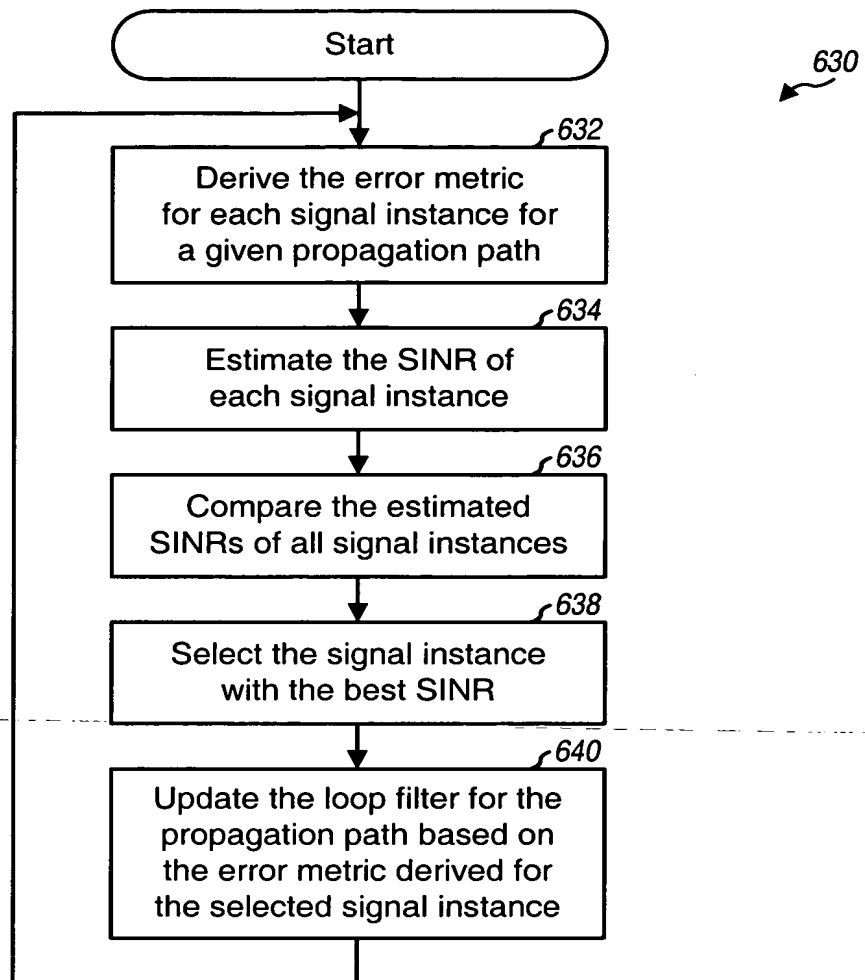 Start
630
632
Derive the error metric
for each signal instance for
a given propagation path
634
Estimate the SINR of
each signal instance
636
Compare the estimated
SINRs of all signal instances
638
Select the signal instance
with the best SINR
640
Update the loop filter for the
propagation path based on
the error metric derived for
the selected signal instance